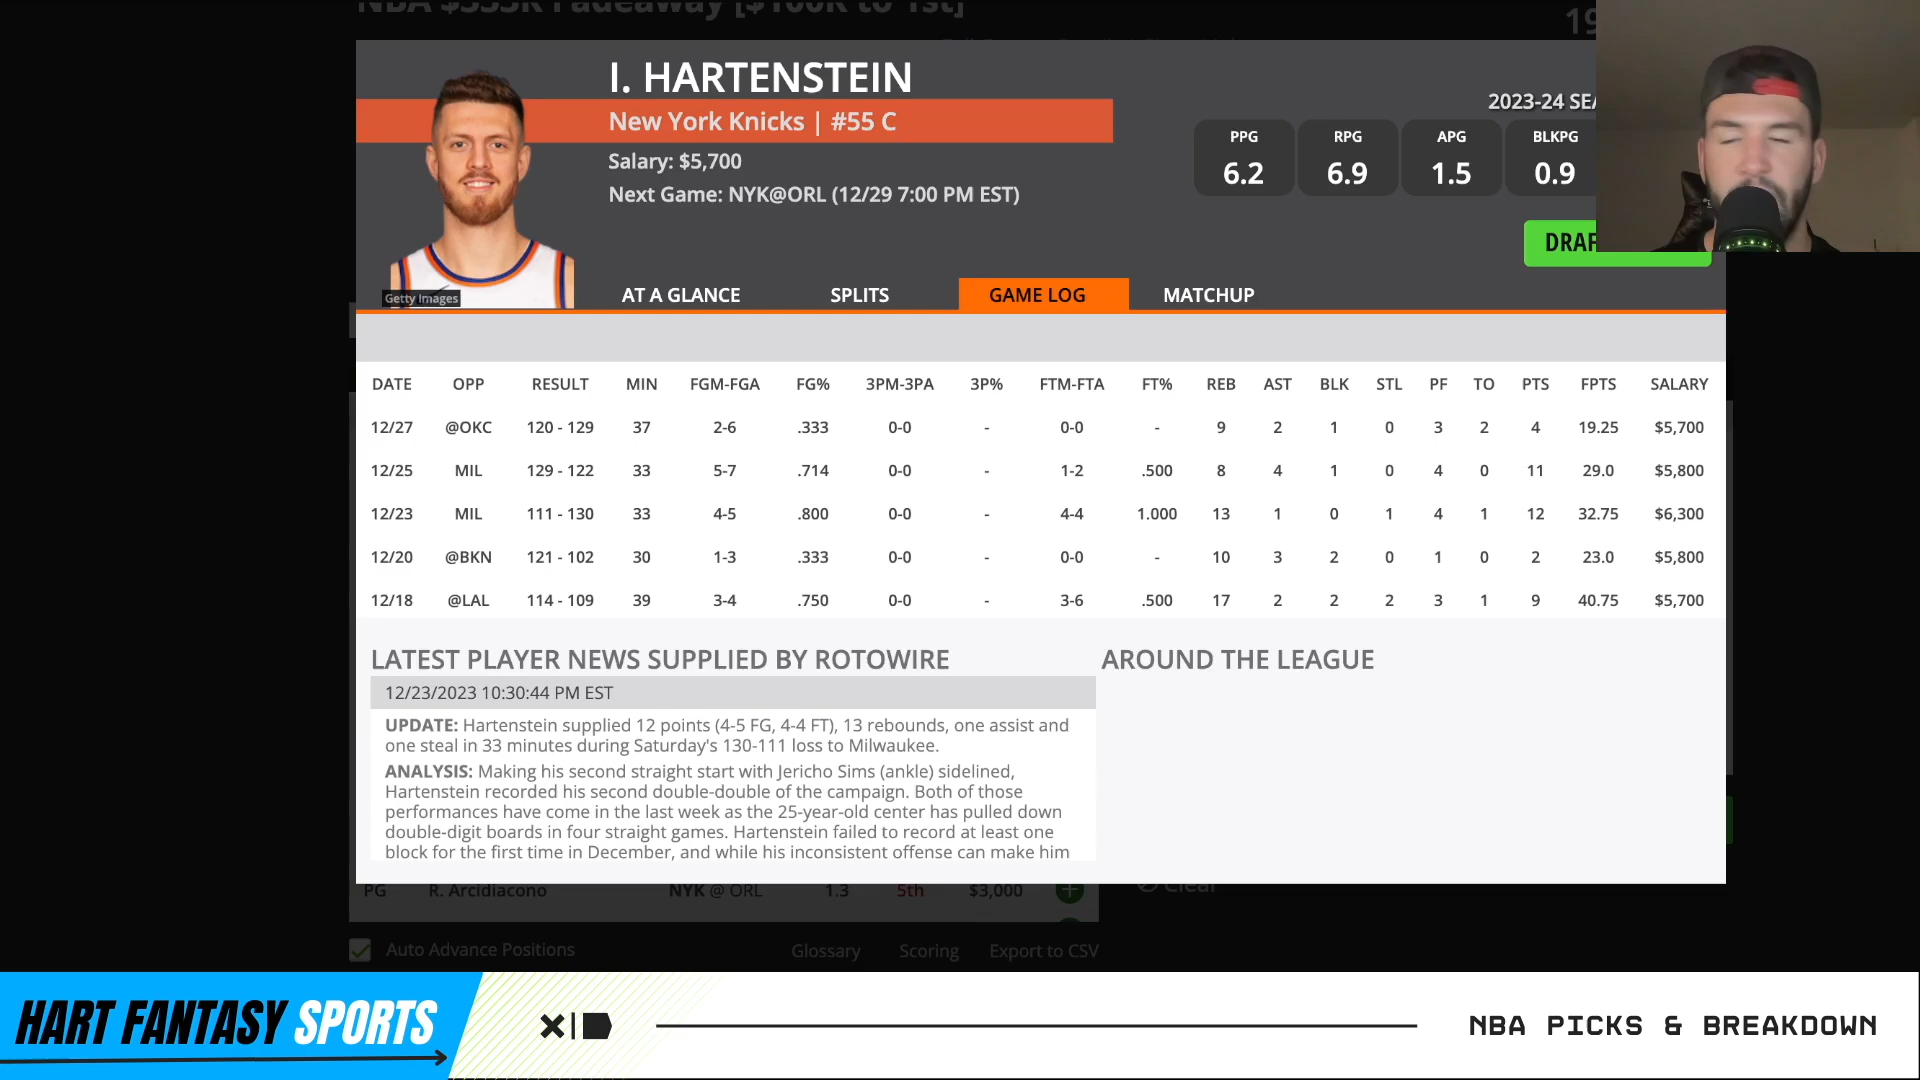 NBA $333K Fadeaway [$100K to 1st]
I. HARTENSTEIN
New York Knicks | #55 C
Salary: $5,700
Next Game: NYK@ORL (12/29 7:00 PM EST)
2023-24 SEA
PPG RPG APG BLKPG
6.2 6.9 1.5 0.9
DRAF
Getty Images
AT A GLANCE SPLITS GAME LOG MATCHUP
DATE OPP RESULT MIN FGM-FGA FG% 3PM-3PA 3P% FTM-FTA FT% REB AST BLK STL PF TO PTS FPTS SALARY
12/27 @OKC 120 - 129 37 2-6 .333 0-0 - 0-0 - 9 2 1 0 3 2 4 19.25 $5,700
12/25 MIL 129 - 122 33 5-7 .714 0-0 - 1-2 .500 8 4 1 0 4 0 11 29.0 $5,800
12/23 MIL 111 - 130 33 4-5 .800 0-0 - 4-4 1.000 13 1 0 1 4 1 12 32.75 $6,300
12/20 @BKN 121 - 102 30 1-3 .333 0-0 - 0-0 - 10 3 2 0 1 0 2 23.0 $5,800
12/18 @LAL 114 - 109 39 3-4 .750 0-0 - 3-6 .500 17 2 2 2 3 1 9 40.75 $5,700
LATEST PLAYER NEWS SUPPLIED BY ROTOWIRE
AROUND THE LEAGUE
12/23/2023 10:30:44 PM EST
UPDATE: Hartenstein supplied 12 points (4-5 FG, 4-4 FT), 13 rebounds, one assist and
one steal in 33 minutes during Saturday's 130-111 loss to Milwaukee.
ANALYSIS: Making his second straight start with Jericho Sims (ankle) sidelined,
Hartenstein recorded his second double-double of the campaign. Both of those
performances have come in the last week as the 25-year-old center has pulled down
double-digit boards in four straight games. Hartenstein failed to record at least one
block for the first time in December, and while his inconsistent offense can make him
PG R. Arcidiacono NYK @ ORL 1.3 5th $3,000
Clear
Auto Advance Positions Glossary Scoring Export to CSV
HART FANTASY SPORTS
NBA PICKS & BREAKDOWN